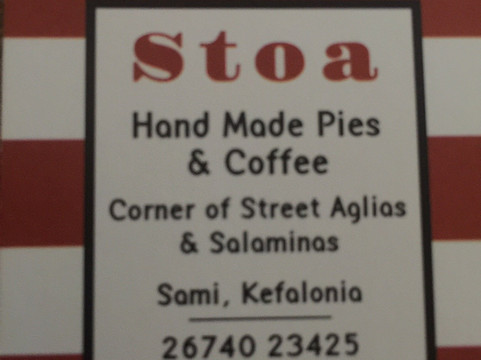 Stoa
Hand Made Pies
& Coffee
Corner of Street Aglias
& Salaminas
Sami, Kefalonia
26740 23425